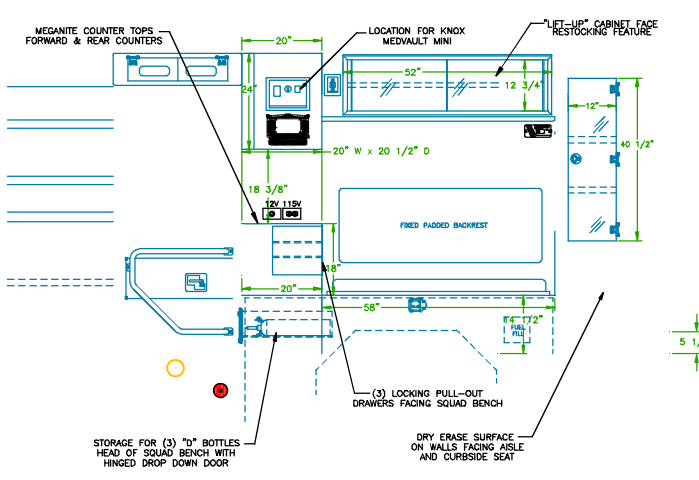 MEGANITE COUNTER TOPS
FORWARD & REAR COUNTERS
20"
LOCATION FOR KNOX
MEDVAULT MINI
"LIFT-UP" CABINET FACE
RESTOCKING FEATURE
24"
52"
12 3/4"
12"
40 1/2"
20" W x 20 1/2" D
18 3/8"
12V 115V
FIXED PADDED BACKREST
18"
20"
58"
14 1/2"
FUEL
FILL
(3) LOCKING PULL-OUT
DRAWERS FACING SQUAD BENCH
STORAGE FOR (3) "D" BOTTLES
HEAD OF SQUAD BENCH WITH
HINGED DROP DOWN DOOR
DRY ERASE SURFACE
ON WALLS FACING AISLE
AND CURBSIDE SEAT